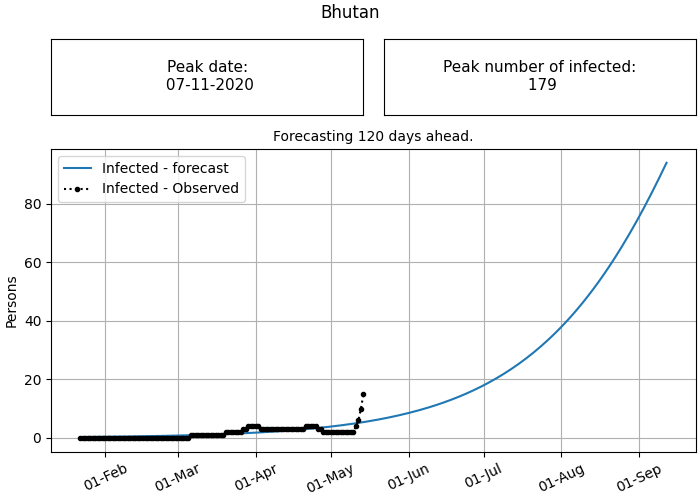 Bhutan
Peak date:
07-11-2020
Peak number of infected:
179
Forecasting 120 days ahead.
Infected - forecast
Infected - Observed
Persons
80
60
40
20
0
01-Feb
01-Mar
01-Apr
01-May
01-Jun
01-Jul
01-Aug
01-Sep